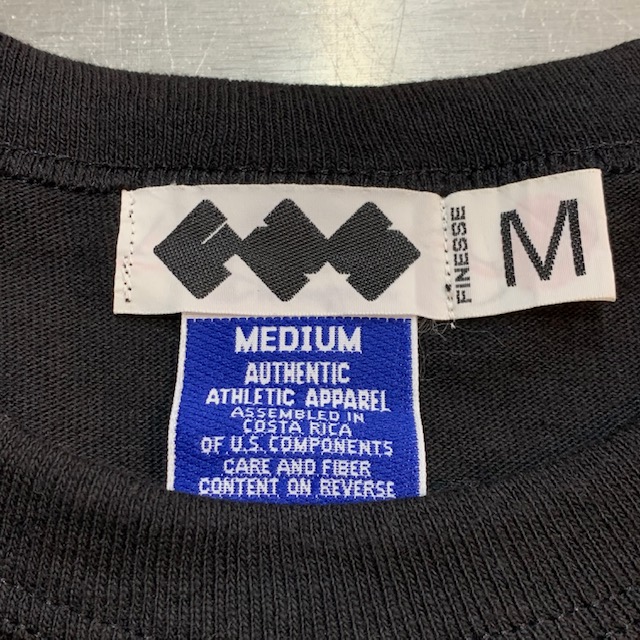 FINESSE
M
MEDIUM
AUTHENTIC
ATHLETIC APPAREL
ASSEMBLED IN
COSTA RICA
OF U.S. COMPONENTS
CARE AND FIBER
CONTENT ON REVERSE